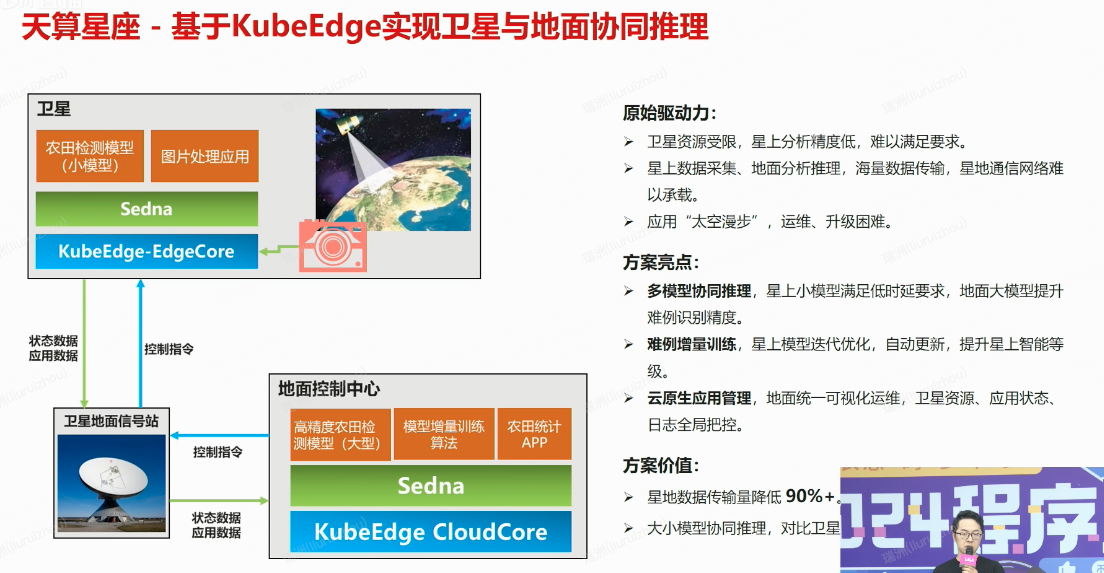 天算星座 - 基于KubeEdge实现卫星与地面协同推理
卫星
农田检测模型
（小模型）
图片处理应用
Sedna
KubeEdge-EdgeCore
状态数据
应用数据
控制指令
卫星地面信号站
控制指令
状态数据
应用数据
地面控制中心
高精度农田检
测模型（大型）
模型增量训练
算法
农田统计
APP
Sedna
KubeEdge CloudCore
原始驱动力：
卫星资源受限，星上分析精度低，难以满足要求。
星上数据采集、地面分析推理，海量数据传输，星地通信网络难
以承载。
应用“太空漫步”，运维、升级困难。
方案亮点：
多模型协同推理，星上小模型满足低时延要求，地面大模型提升
难例识别精度。
难例增量训练，星上模型迭代优化，自动更新，提升星上智能等
级。
云原生应用管理，地面统一可视化运维，卫星资源、应用状态、
日志全局把控。
方案价值：
星地数据传输量降低 90%+。
大小模型协同推理，对比卫星
2024程序
瑞洲(liuruizhou)